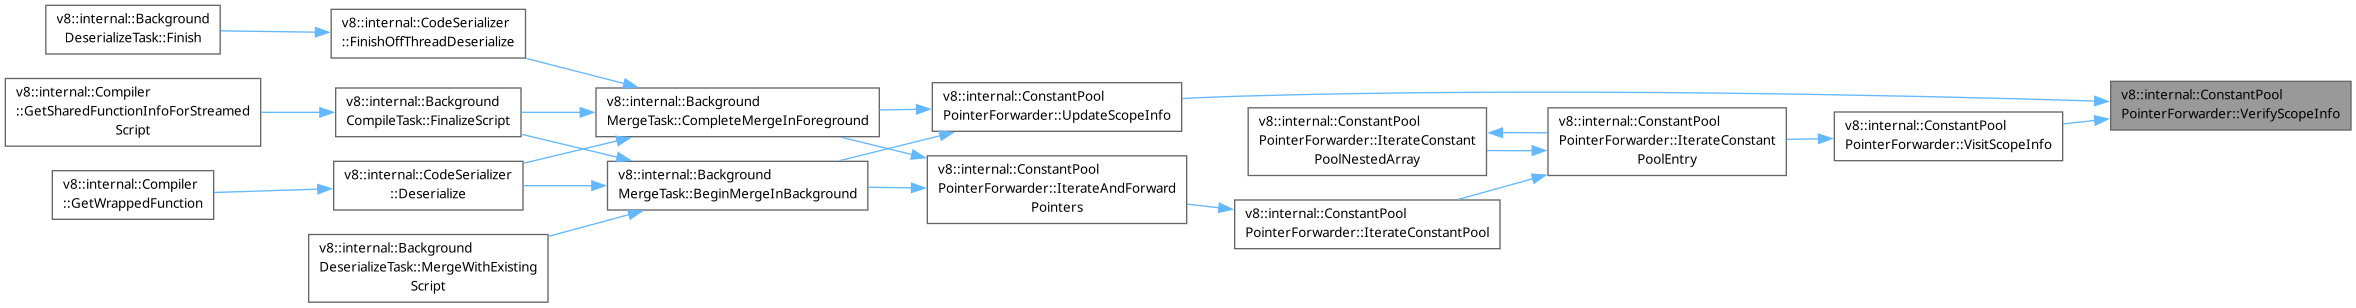 v8::internal::Background
DeserializeTask::Finish
v8::internal::CodeSerializer
::FinishOffThreadDeserialize
v8::internal::Compiler
::GetSharedFunctionInfoForStreamed
Script
v8::internal::Background
CompileTask::FinalizeScript
v8::internal::Background
MergeTask::CompleteMergeInForeground
v8::internal::ConstantPool
PointerForwarder::UpdateScopeInfo
v8::internal::ConstantPool
PointerForwarder::IterateConstant
PoolNestedArray
v8::internal::ConstantPool
PointerForwarder::IterateConstant
PoolEntry
v8::internal::ConstantPool
PointerForwarder::VisitScopeInfo
v8::internal::ConstantPool
PointerForwarder::VerifyScopeInfo
v8::internal::Compiler
::GetWrappedFunction
v8::internal::CodeSerializer
::Deserialize
v8::internal::Background
MergeTask::BeginMergeInBackground
v8::internal::ConstantPool
PointerForwarder::IterateAndForward
Pointers
v8::internal::ConstantPool
PointerForwarder::IterateConstantPool
v8::internal::Background
DeserializeTask::MergeWithExisting
Script